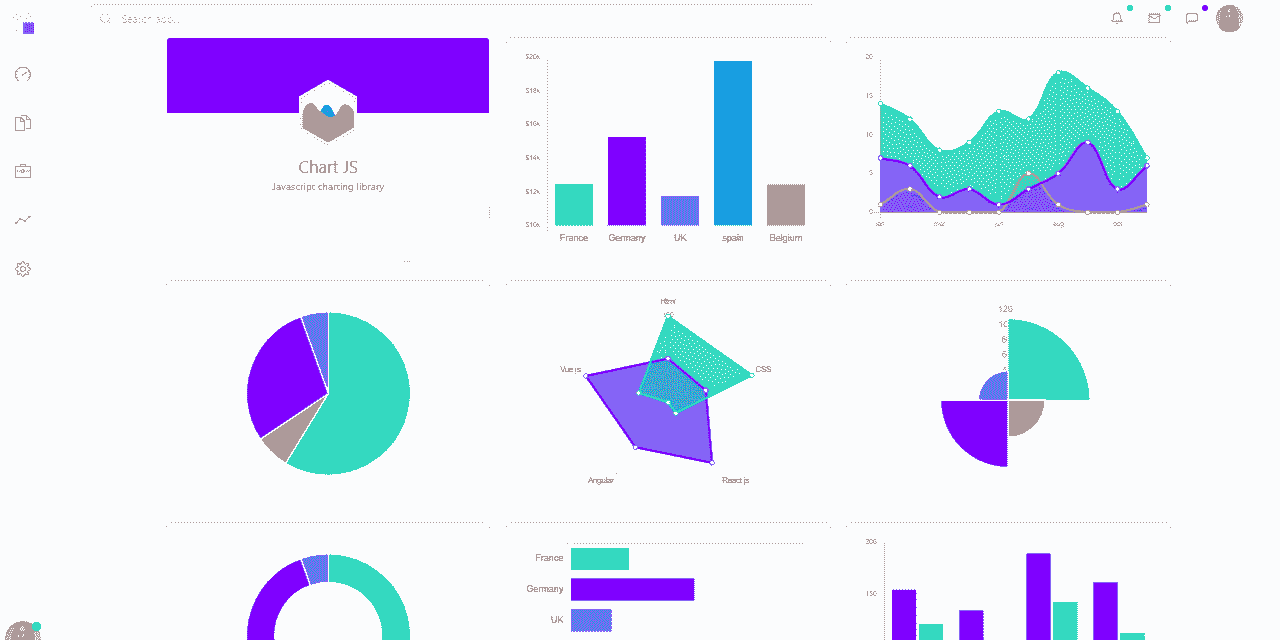 Search app...
Chart JS
Javascript charting library
$20k
$18k
$16k
$14k
$12k
$10k
France
Germany
UK
spain
Belgium
20
15
10
5
0
Html
CSS
React js
Angular
Vue js
120
France
Germany
UK
200
150